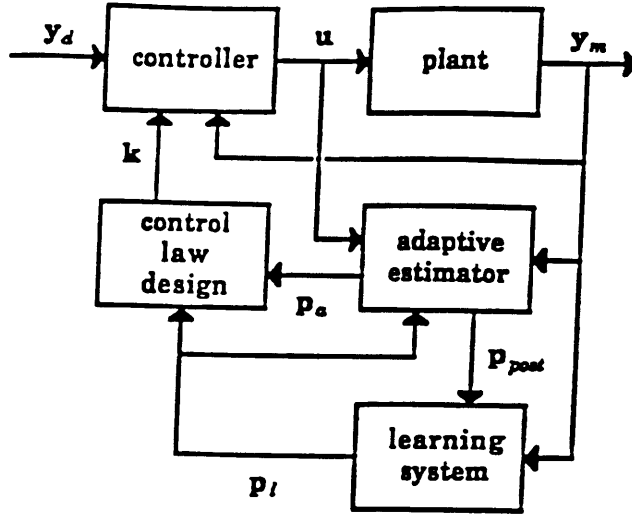 y_d
controller
u
plant
y_m
k
control
law
design
adaptive
estimator
p_a
p_post
learning
system
p_l